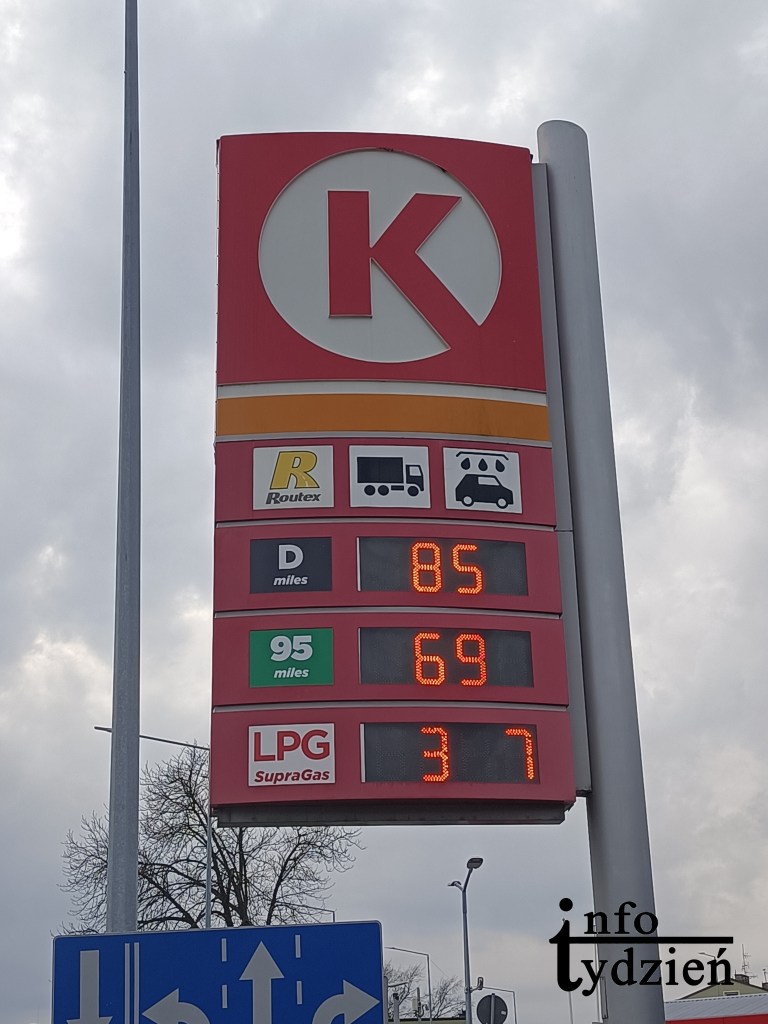 K
R
Routex
D
miles
85
95
miles
69
LPG
SupraGas
3 7
info
tydzień